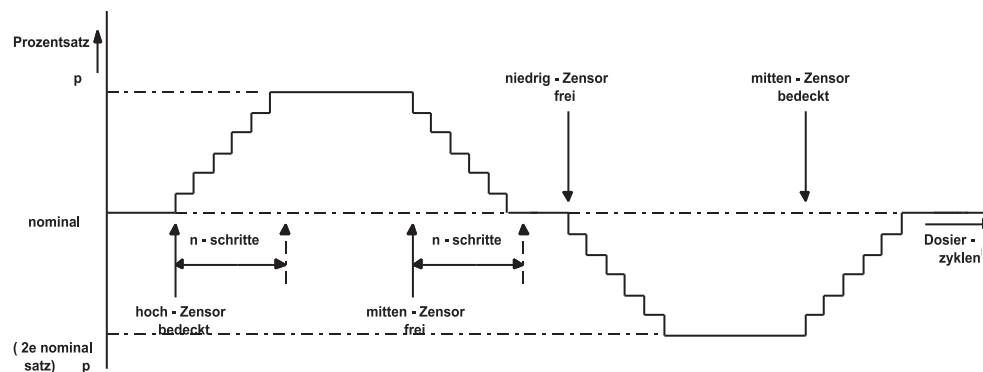 Prozentsatz
p
niedrig - Zensor
frei
mitten - Zensor
bedeckt
nominal
n - schritte
n - schritte
Dosier -
zyklen
hoch - Zensor
bedeckt
mitten - Zensor
frei
( 2e nominal
satz) p